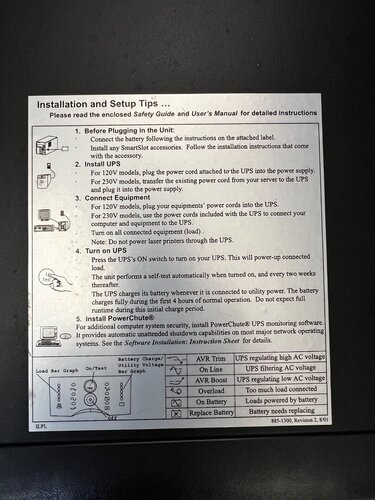 Installation and Setup Tips ...
Please read the enclosed Safety Guide and User's Manual for detailed instructions
1. Before Plugging in the Unit:
· Connect the battery following the instructions on the attached label.
· Install any SmartSlot accessories. Follow the installation instructions that come
with the accessory.
2. Install UPS
· For 120V models, plug the power cord attached to the UPS into the power supply.
· For 230V models, transfer the existing power cord from your server to the UPS
and plug it into the power supply.
3. Connect Equipment
· For 120V models, plug your equipments' power cords into the UPS.
· For 230V models, use the power cords included with the UPS to connect your
computer and equipment to the UPS.
· Turn on all connected equipment (load) .
· Note: Do not power laser printers through the UPS.
4. Turn on UPS
· Press the UPS's ON switch to turn on your UPS. This will power-up connected
load.
· The unit performs a self-test automatically when turned on, and every two weeks
thereafter.
· The UPS charges its battery whenever it is connected to utility power. The battery
charges fully during the first 4 hours of normal operation. Do not expect full
runtime during this initial charge period.
5. Install PowerChute®
For additional computer system security, install PowerChute® UPS monitoring software.
It provides automatic unattended shutdown capabilities on most major network operating
systems. See the Software Installation: Instruction Sheet for details.
Load Bar Graph
On/Test
Battery Charge/
Utility Voltage
Bar Graph
Off
AVR Trim UPS regulating high AC voltage
On Line UPS filtering AC voltage
AVR Boost UPS regulating low AC voltage
Overload Too much load connected
On Battery Loads powered by battery
Replace Battery Battery needs replacing
ILPL
885-1500, Revision 2, 8/01